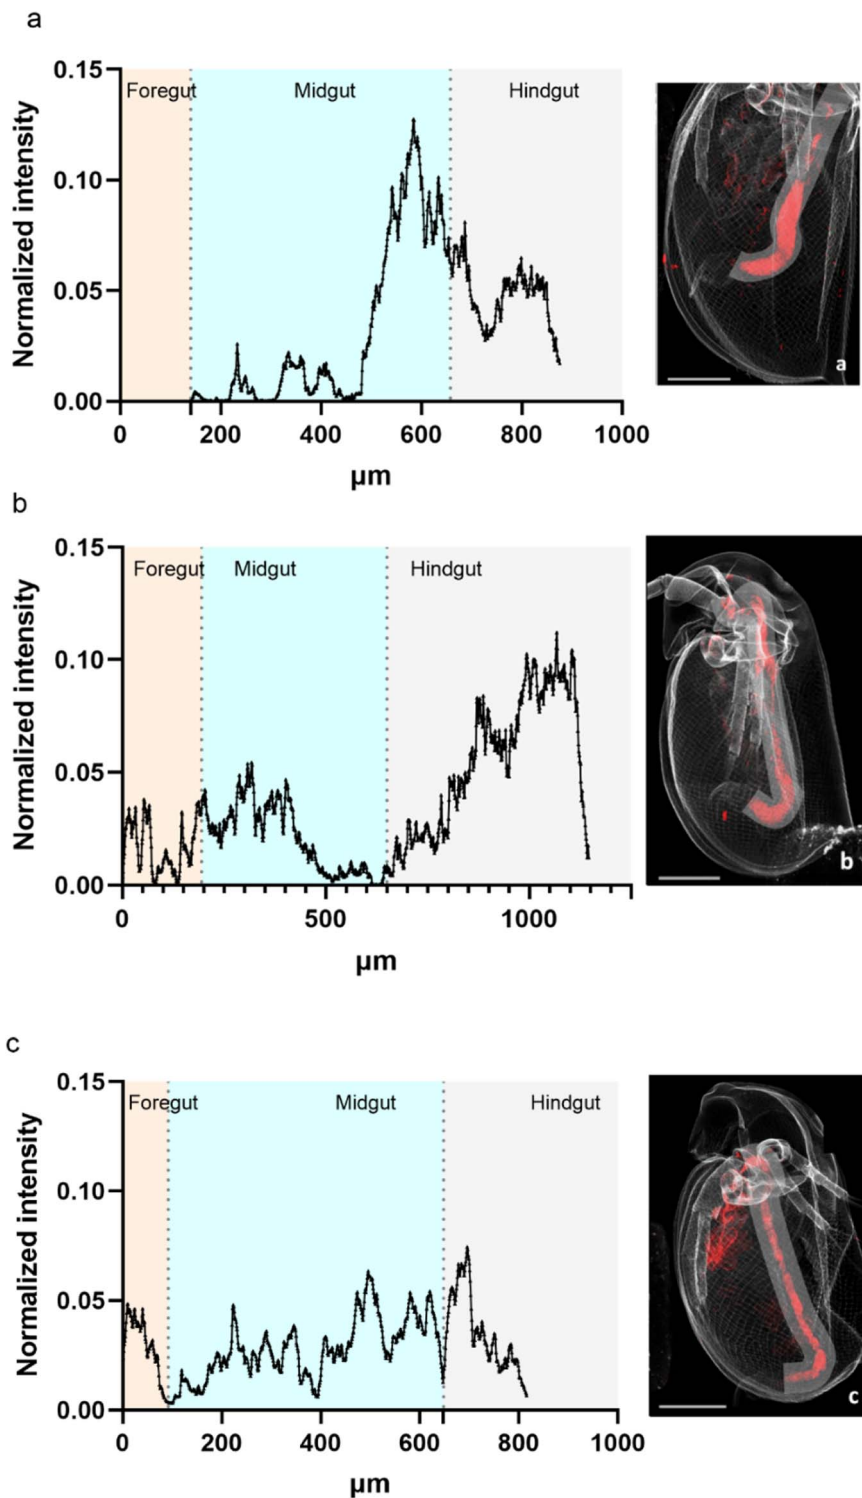 a
0.15
Foregut Midgut Hindgut
0.10
0.05
0.00
Normalized intensity
0 200 400 600 800 1000
µm
a
b
0.15
Foregut Midgut Hindgut
0.10
0.05
0.00
Normalized intensity
0 500 1000
µm
b
c
0.15
Foregut Midgut Hindgut
0.10
0.05
0.00
Normalized intensity
0 200 400 600 800 1000
µm
c